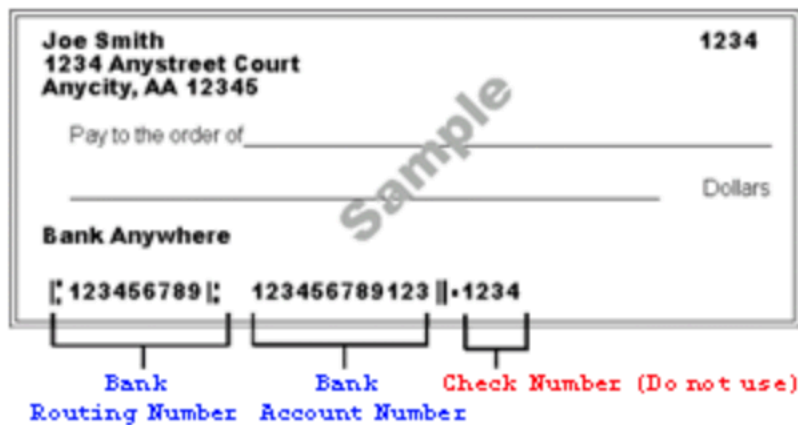 Joe Smith 1234
1234 Anystreet Court
Anycity, AA 12345
Sample
Pay to the order of
Dollars
Bank Anywhere
⑆123456789⑆ 123456789123⑈1234
Bank Bank Check Number (Do not use)
Routing Number Account Number